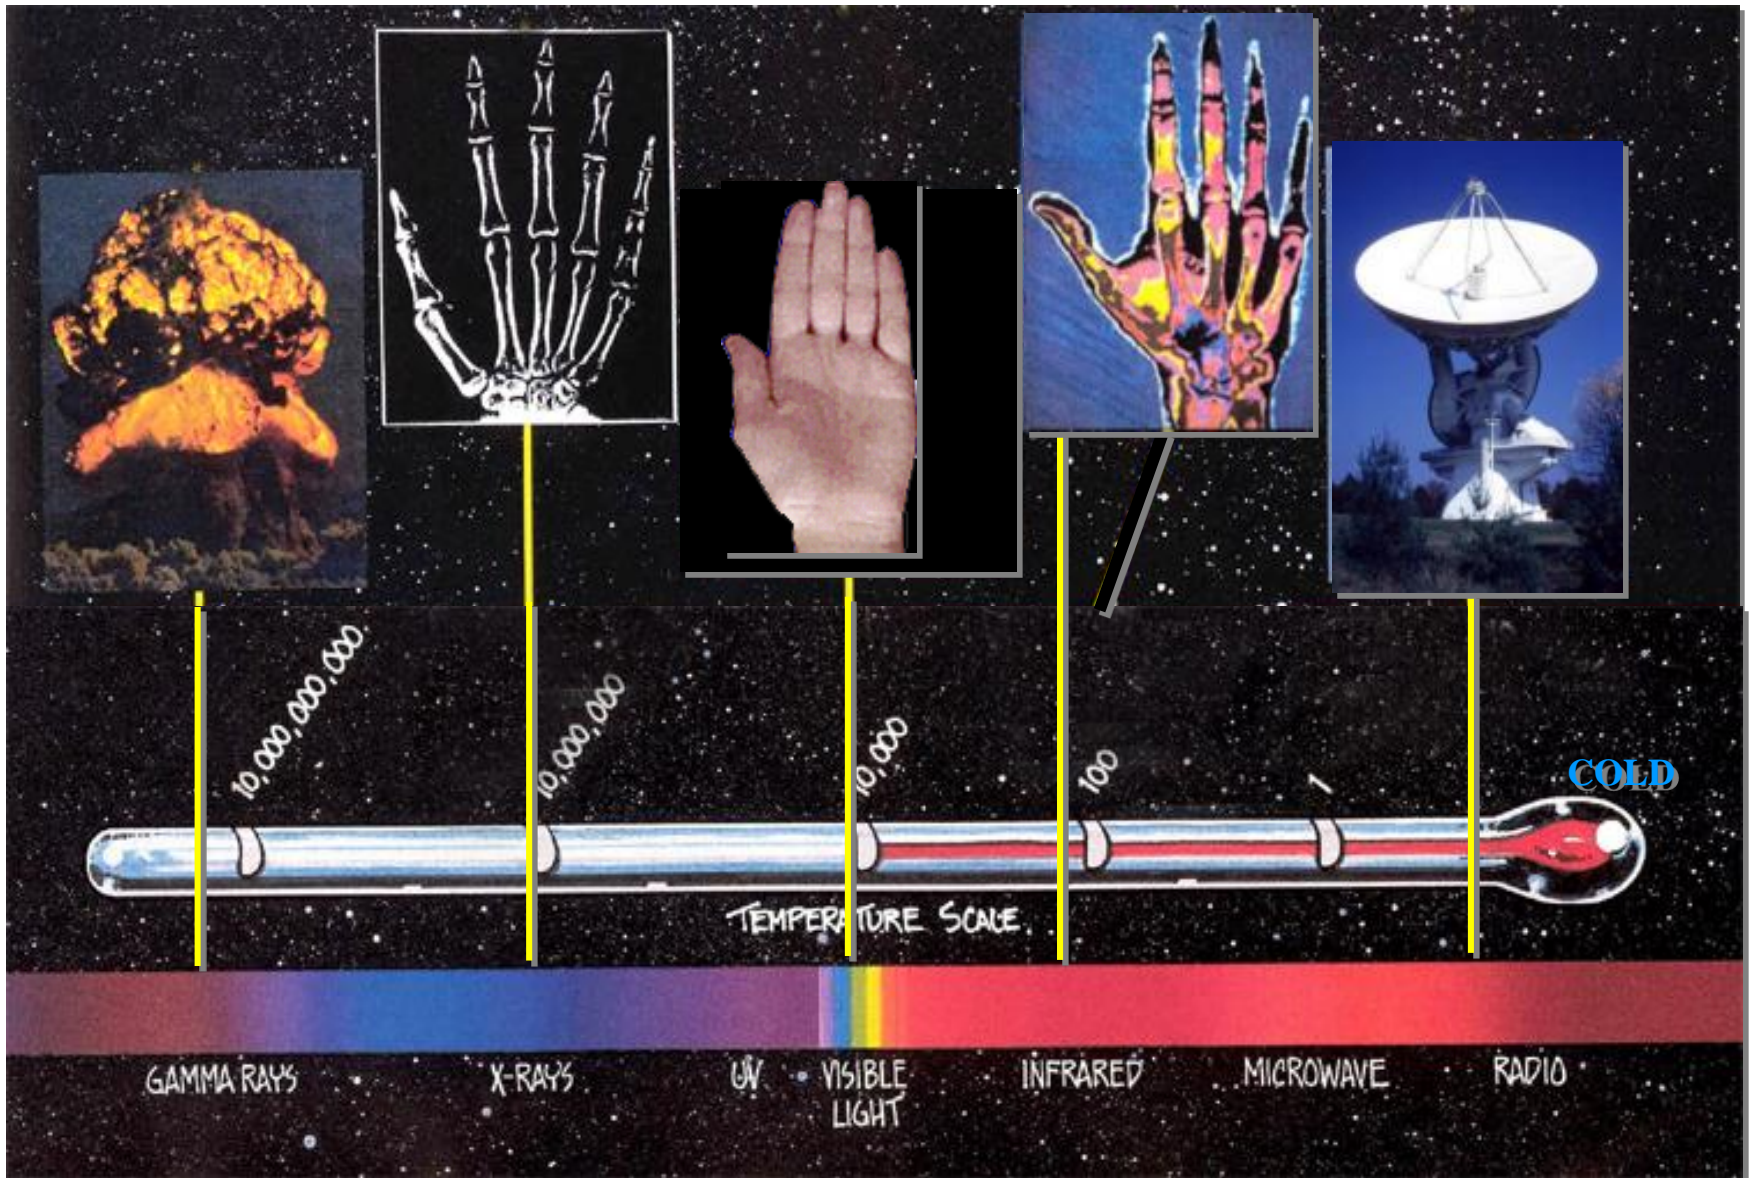 10,000,000,000
10,000,000
10,000
100
1
COLD
TEMPERATURE SCALE
GAMMA RAYS
X-RAYS
UV
VISIBLE
LIGHT
INFRARED
MICROWAVE
RADIO